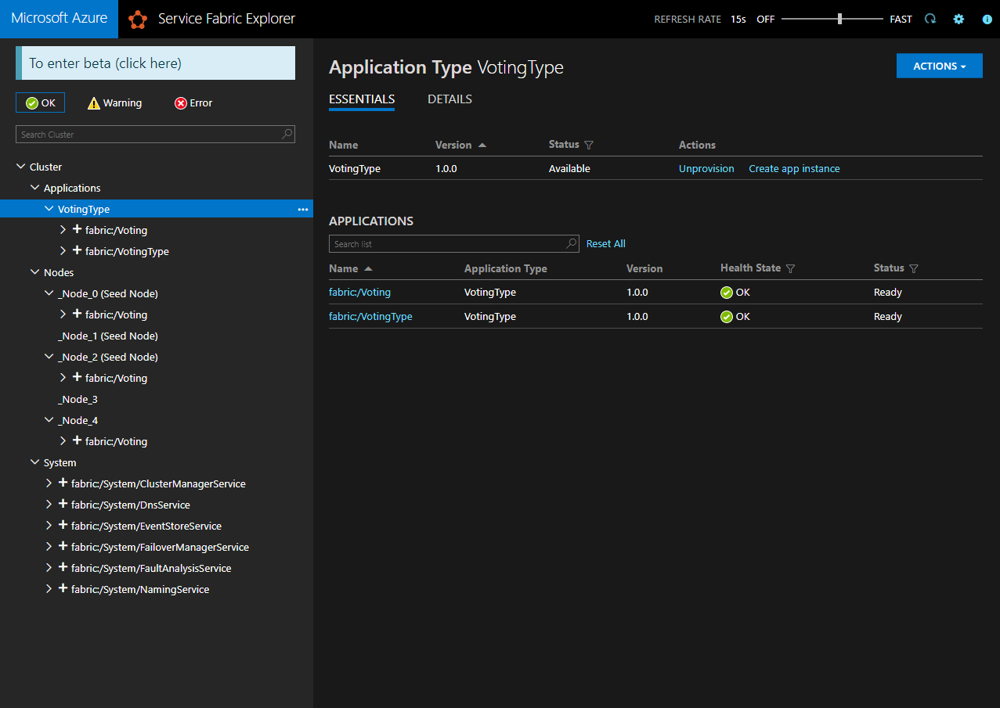 Microsoft Azure
Service Fabric Explorer
REFRESH RATE 15s OFF FAST
To enter beta (click here)
OK Warning Error
Search Cluster
Cluster
Applications
VotingType
fabric:/Voting
fabric:/VotingType
Nodes
_Node_0 (Seed Node)
fabric:/Voting
_Node_1 (Seed Node)
_Node_2 (Seed Node)
fabric:/Voting
_Node_3
_Node_4
fabric:/Voting
System
fabric:/System/ClusterManagerService
fabric:/System/DnsService
fabric:/System/EventStoreService
fabric:/System/FailoverManagerService
fabric:/System/FaultAnalysisService
fabric:/System/NamingService
Application Type VotingType
ACTIONS
ESSENTIALS DETAILS
Name Version Status Actions
VotingType 1.0.0 Available Unprovision Create app instance
APPLICATIONS
Search list Reset All
Name Application Type Version Health State Status
fabric:/Voting VotingType 1.0.0 OK Ready
fabric:/VotingType VotingType 1.0.0 OK Ready